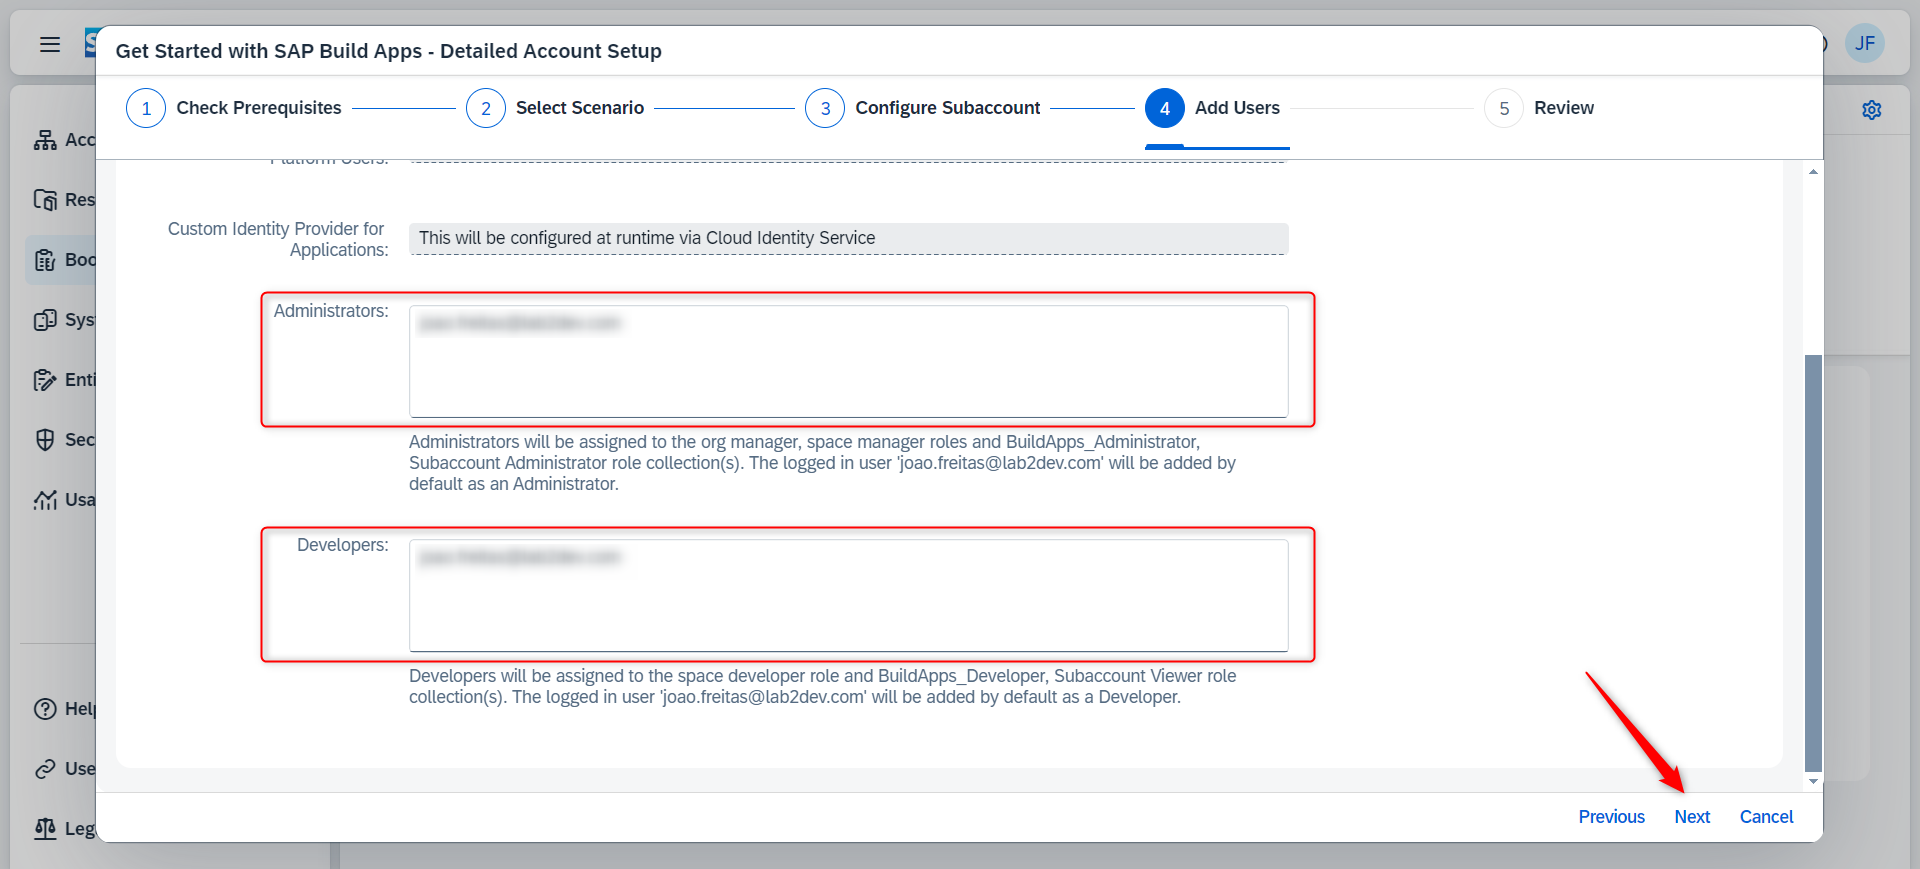 Get Started with SAP Build Apps - Detailed Account Setup
JF
1 Check Prerequisites
2 Select Scenario
3 Configure Subaccount
4 Add Users
5 Review
Platform Users:
Custom Identity Provider for
Applications:
This will be configured at runtime via Cloud Identity Service
Administrators:
Administrators will be assigned to the org manager, space manager roles and BuildApps_Administrator,
Subaccount Administrator role collection(s). The logged in user 'joao.freitas@lab2dev.com' will be added by
default as an Administrator.
Developers:
Developers will be assigned to the space developer role and BuildApps_Developer, Subaccount Viewer role
collection(s). The logged in user 'joao.freitas@lab2dev.com' will be added by default as a Developer.
Previous
Next
Cancel
Acc
Res
Boo
Sys
Enti
Sec
Usa
Help
Use
Leg